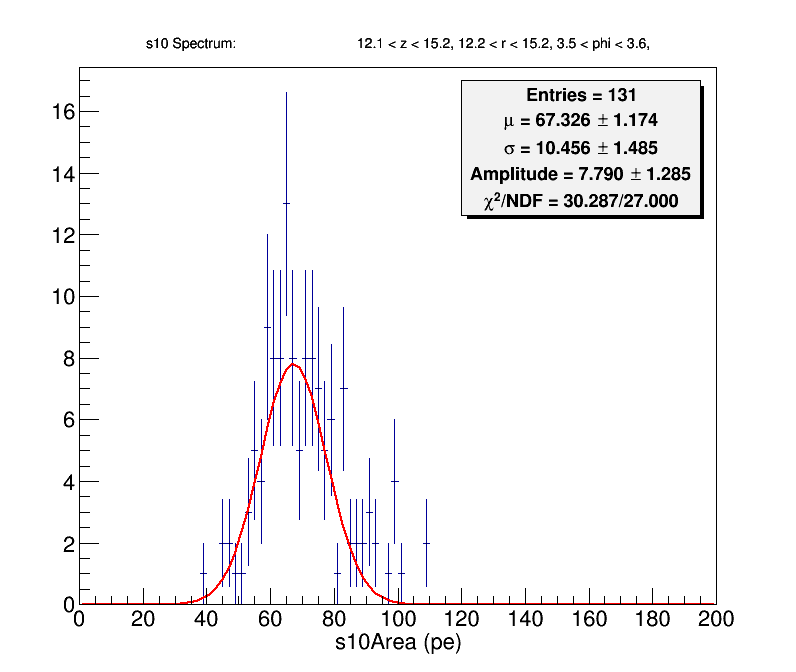 s10 Spectrum: 12.1 < z < 15.2, 12.2 < r < 15.2, 3.5 < phi < 3.6,
Entries = 131
μ = 67.326 ± 1.174
σ = 10.456 ± 1.485
Amplitude = 7.790 ± 1.285
χ²/NDF = 30.287/27.000
16
14
12
10
8
6
4
2
0
0 20 40 60 80 100 120 140 160 180 200
s10Area (pe)